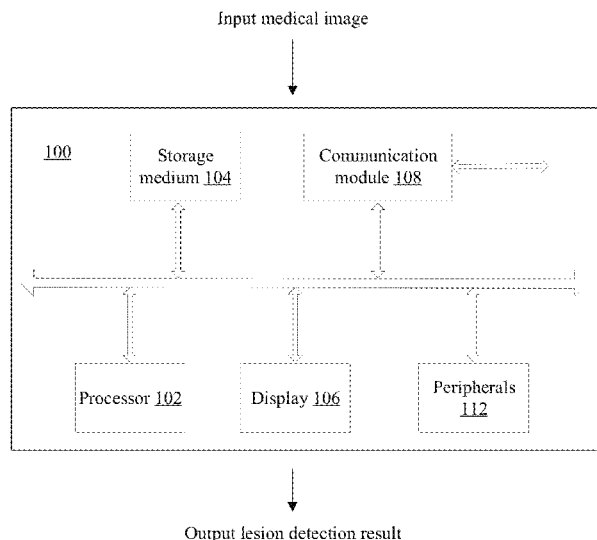 Input medical image
100
Storage
medium 104
Communication
module 108
Processor 102
Display 106
Peripherals
112
Output lesion detection result